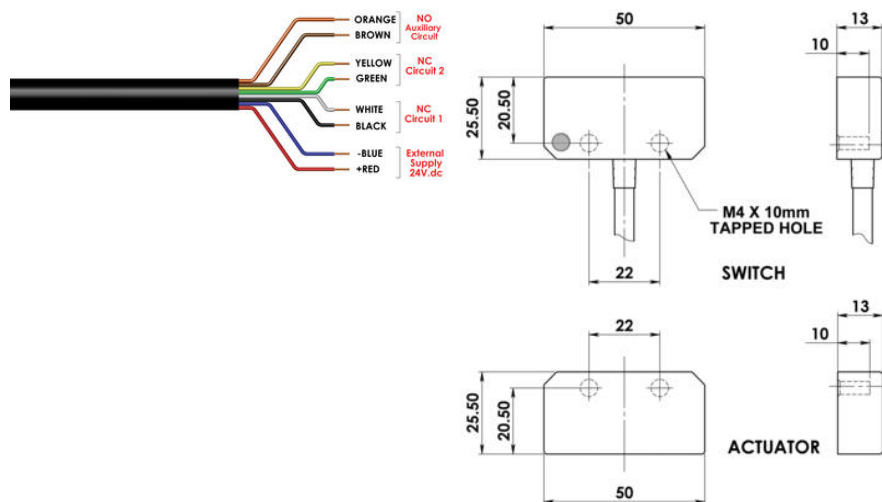 ORANGE
BROWN
NO
Auxiliary
Circuit
YELLOW
GREEN
NC
Circuit 2
WHITE
BLACK
NC
Circuit 1
-BLUE
+RED
External
Supply
24V.dc
50
13
10
25.50
20.50
M4 X 10mm
TAPPED HOLE
22
SWITCH
22
13
10
25.50
20.50
ACTUATOR
50